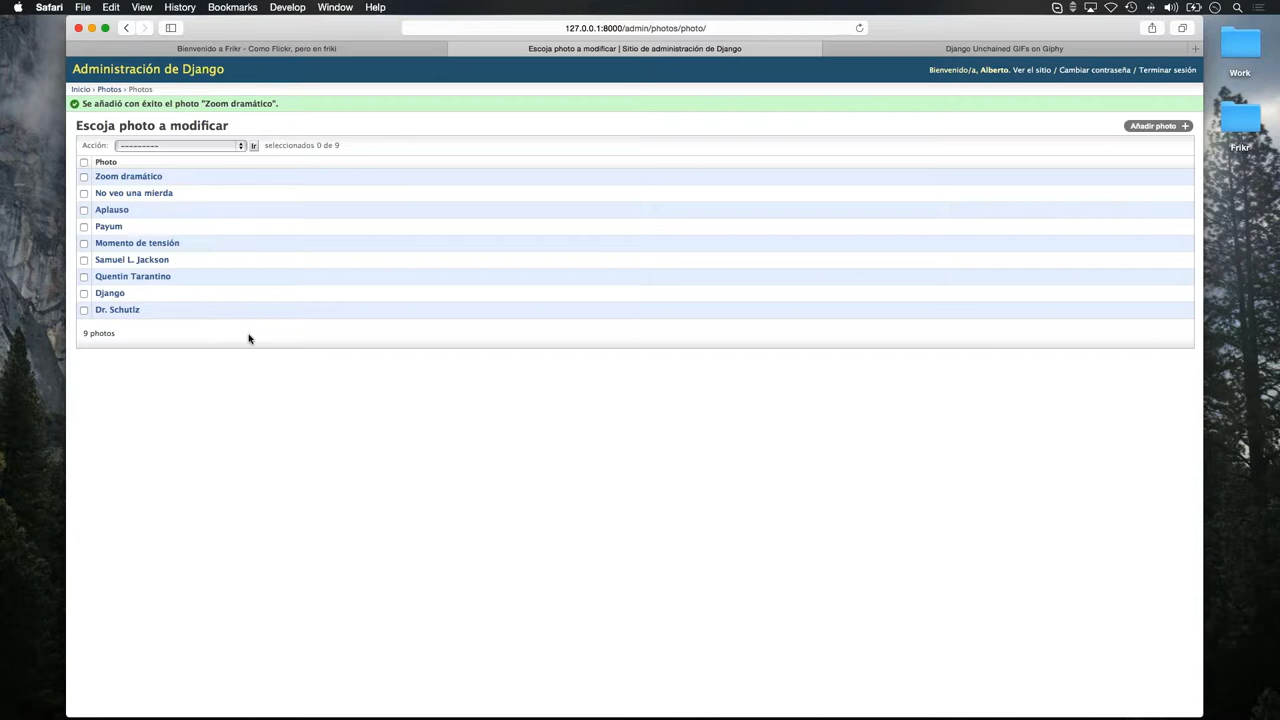 Safari File Edit View History Bookmarks Develop Window Help
127.0.0.1:8000/admin/photos/photo/
Bienvenido a Frikr - Como Flickr, pero en friki
Escoja photo a modificar | Sitio de administración de Django
Django Unchained GIFs on Giphy
Administración de Django
Bienvenido/a, Alberto. Ver el sitio / Cambiar contraseña / Terminar sesión
Inicio › Photos › Photos
Se añadió con éxito el photo "Zoom dramático".
Escoja photo a modificar
Añadir photo +
Acción: --------- Ir seleccionados 0 de 9
Photo
Zoom dramático
No veo una mierda
Aplauso
Payum
Momento de tensión
Samuel L. Jackson
Quentin Tarantino
Django
Dr. Schutlz
9 photos
Work
Frikr